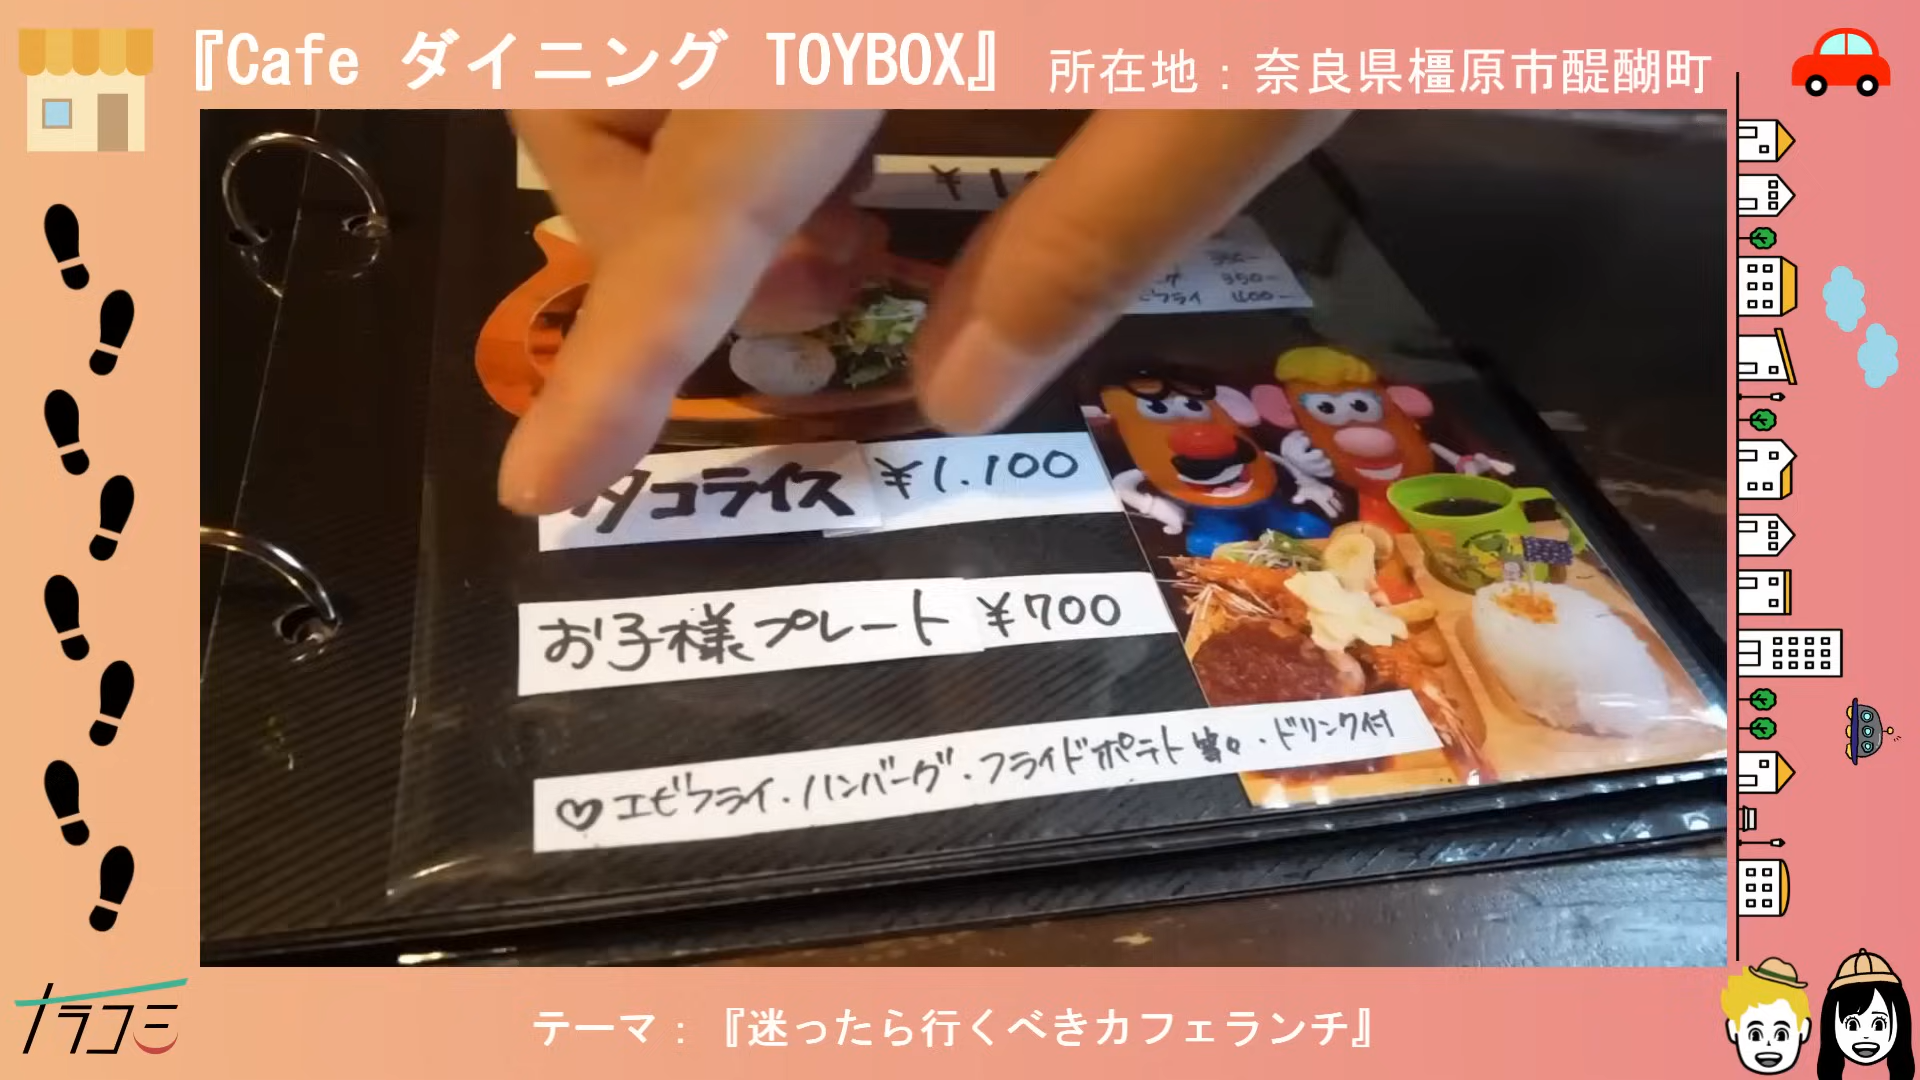 『Cafe ダイニング TOYBOX』 所在地：奈良県橿原市醍醐町
350-
400-
タコライス ¥1.100
お子様プレート ¥700
♡エビフライ・ハンバーグ・フライドポテト等々・ドリンク付
ナラコミ
テーマ：『迷ったら行くべきカフェランチ』